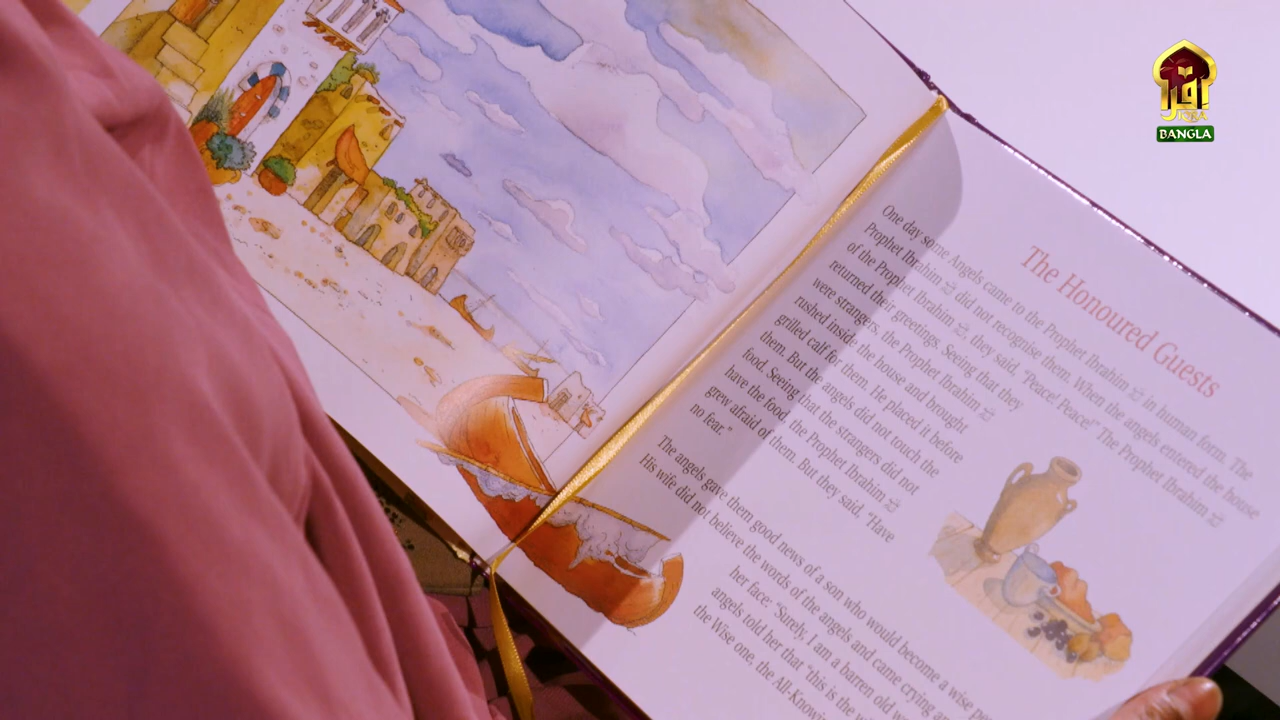 The Honoured Guests
One day some Angels came to the Prophet Ibrahim in human form. The
Prophet Ibrahim did not recognise them. When the angels entered the house
of the Prophet Ibrahim, they said, "Peace! Peace!" The Prophet Ibrahim
returned their greetings. Seeing that they
were strangers, the Prophet Ibrahim
rushed inside the house and brought
grilled calf for them. He placed it before
them. But the angels did not touch the
food. Seeing that the strangers did not
have the food, the Prophet Ibrahim
grew afraid of them. But they said, "Have
no fear."
The angels gave them good news of a son who would become a wise
His wife did not believe the words of the angels and came crying
her face: "Surely, I am a barren old
angels told her that "this is the
the Wise one, the All-Knowin
اقرأ
IQRA
BANGLA